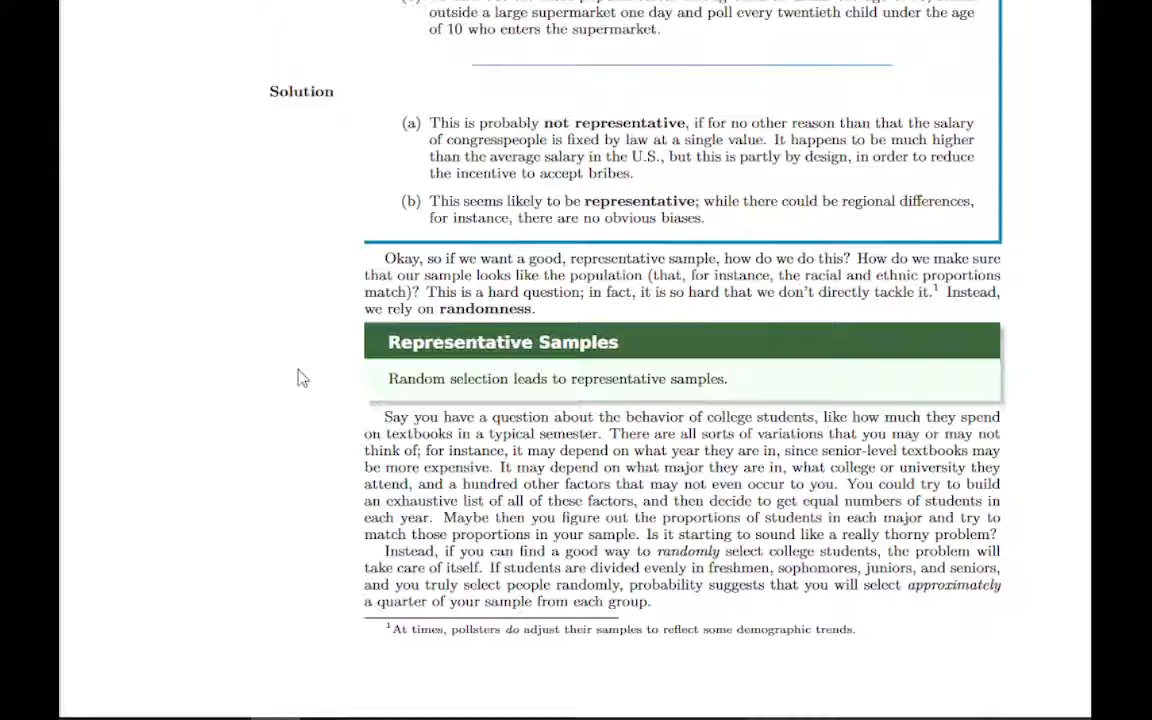 outside a large supermarket one day and poll every twentieth child under the age
of 10 who enters the supermarket.
Solution
(a) This is probably not representative, if for no other reason than that the salary
of congresspeople is fixed by law at a single value. It happens to be much higher
than the average salary in the U.S., but this is partly by design, in order to reduce
the incentive to accept bribes.
(b) This seems likely to be representative; while there could be regional differences,
for instance, there are no obvious biases.
Okay, so if we want a good, representative sample, how do we do this? How do we make sure
that our sample looks like the population (that, for instance, the racial and ethnic proportions
match)? This is a hard question; in fact, it is so hard that we don't directly tackle it.1 Instead,
we rely on randomness.
Representative Samples
Random selection leads to representative samples.
Say you have a question about the behavior of college students, like how much they spend
on textbooks in a typical semester. There are all sorts of variations that you may or may not
think of; for instance, it may depend on what year they are in, since senior-level textbooks may
be more expensive. It may depend on what major they are in, what college or university they
attend, and a hundred other factors that may not even occur to you. You could try to build
an exhaustive list of all of these factors, and then decide to get equal numbers of students in
each year. Maybe then you figure out the proportions of students in each major and try to
match those proportions in your sample. Is it starting to sound like a really thorny problem?
Instead, if you can find a good way to randomly select college students, the problem will
take care of itself. If students are divided evenly in freshmen, sophomores, juniors, and seniors,
and you truly select people randomly, probability suggests that you will select approximately
a quarter of your sample from each group.
1At times, pollsters do adjust their samples to reflect some demographic trends.